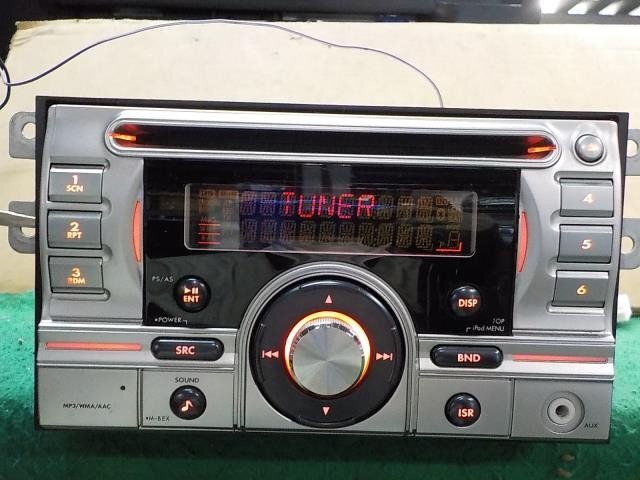 TUNER
1
SCN
2
RPT
3
RDM
4
5
6
PS/AS
ENT
DISP
•POWER
TOP
iPod MENU
SRC
BND
MP3/WMA/AAC
SOUND
•M-BEX
ISR
AUX